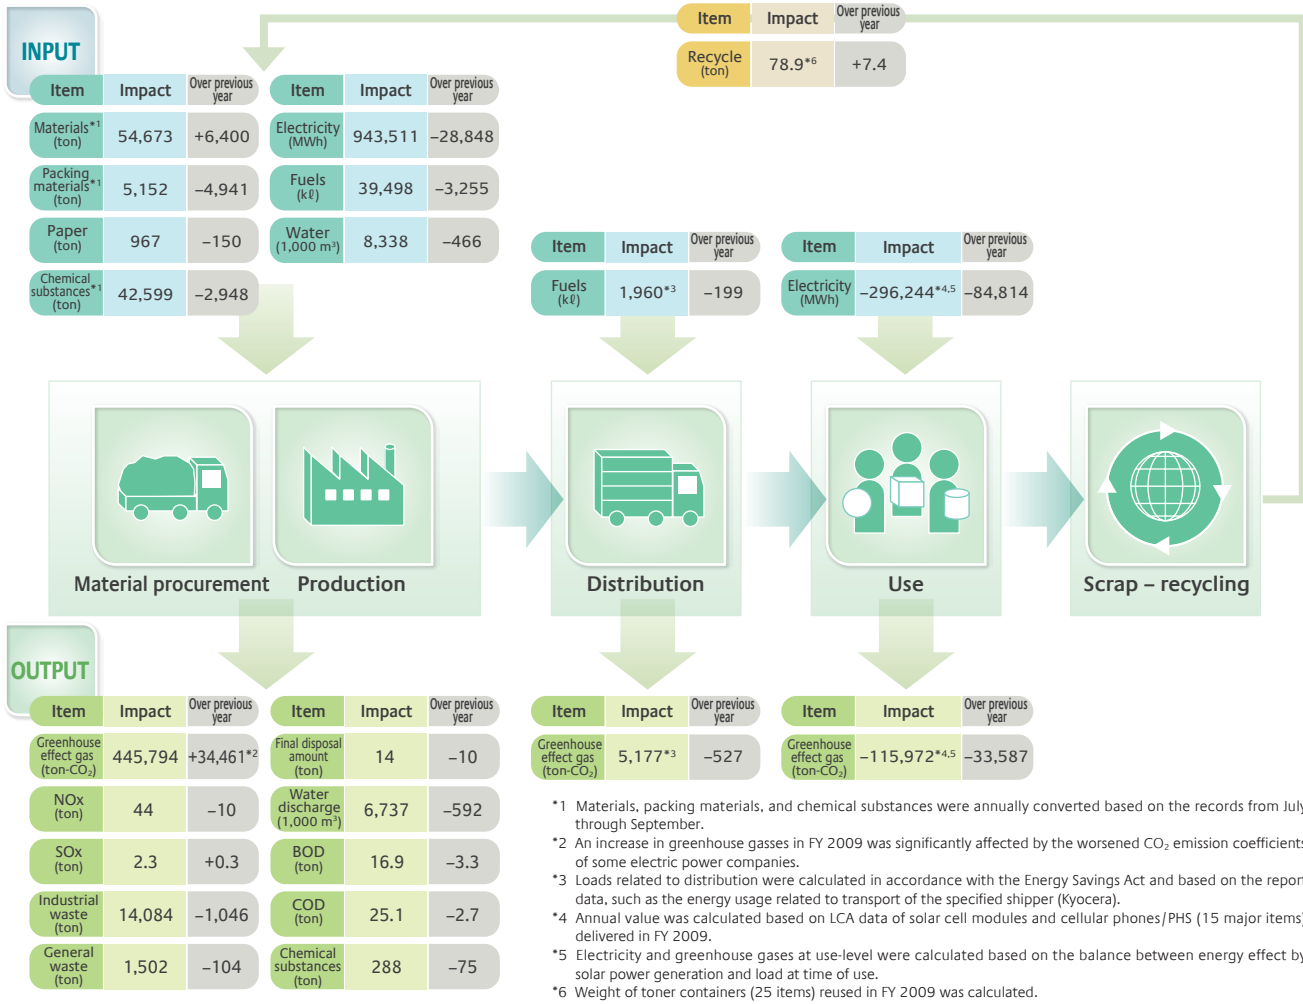 Item Impact Over previous year
Recycle (ton) 78.9*6 +7.4
INPUT
Item Impact Over previous year
Materials*1 (ton) 54,673 +6,400
Packing materials*1 (ton) 5,152 −4,941
Paper (ton) 967 −150
Chemical substances*1 (ton) 42,599 −2,948
Item Impact Over previous year
Electricity (MWh) 943,511 −28,848
Fuels (kℓ) 39,498 −3,255
Water (1,000 m³) 8,338 −466
Item Impact Over previous year
Fuels (kℓ) 1,960*3 −199
Item Impact Over previous year
Electricity (MWh) −296,244*4,5 −84,814
Material procurement
Production
Distribution
Use
Scrap – recycling
OUTPUT
Item Impact Over previous year
Greenhouse effect gas (ton-CO₂) 445,794 +34,461*2
NOx (ton) 44 −10
SOx (ton) 2.3 +0.3
Industrial waste (ton) 14,084 −1,046
General waste (ton) 1,502 −104
Item Impact Over previous year
Final disposal amount (ton) 14 −10
Water discharge (1,000 m³) 6,737 −592
BOD (ton) 16.9 −3.3
COD (ton) 25.1 −2.7
Chemical substances (ton) 288 −75
Item Impact Over previous year
Greenhouse effect gas (ton-CO₂) 5,177*3 −527
Item Impact Over previous year
Greenhouse effect gas (ton-CO₂) −115,972*4,5 −33,587
*1 Materials, packing materials, and chemical substances were annually converted based on the records from July
through September.
*2 An increase in greenhouse gasses in FY 2009 was significantly affected by the worsened CO₂ emission coefficients
of some electric power companies.
*3 Loads related to distribution were calculated in accordance with the Energy Savings Act and based on the report
data, such as the energy usage related to transport of the specified shipper (Kyocera).
*4 Annual value was calculated based on LCA data of solar cell modules and cellular phones/PHS (15 major items)
delivered in FY 2009.
*5 Electricity and greenhouse gases at use-level were calculated based on the balance between energy effect by
solar power generation and load at time of use.
*6 Weight of toner containers (25 items) reused in FY 2009 was calculated.